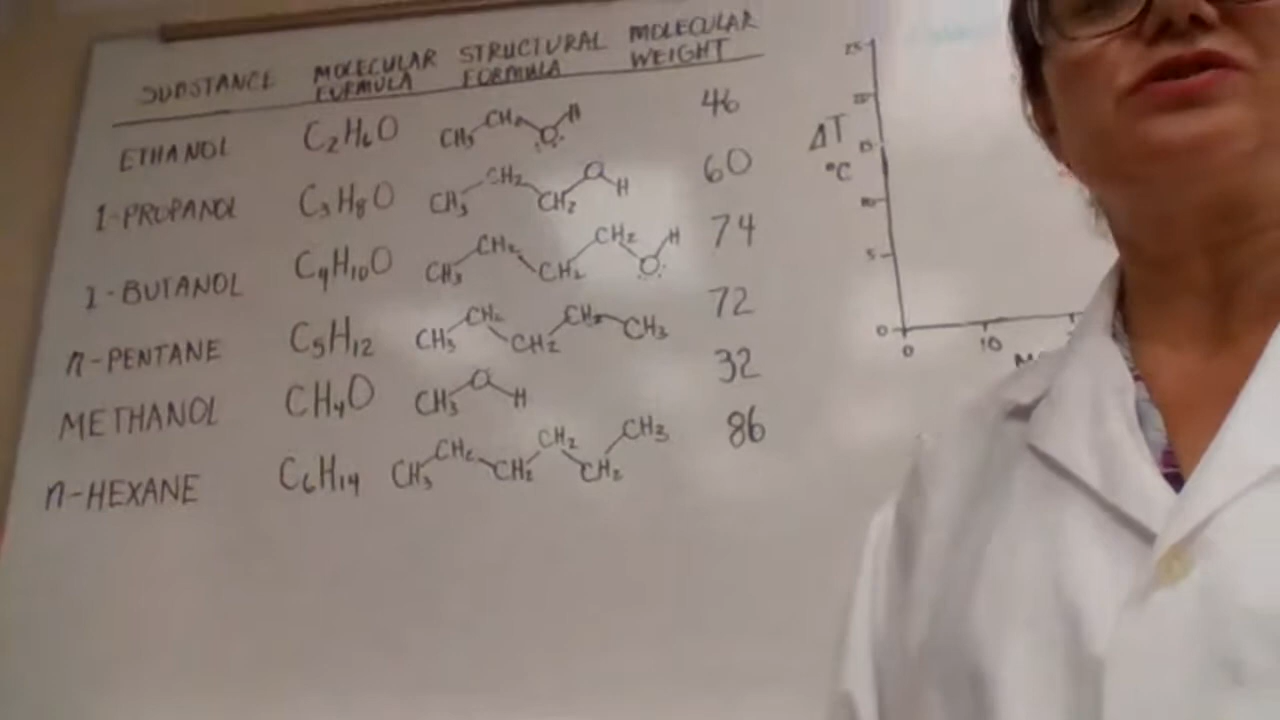 SUBSTANCE MOLECULAR FORMULA STRUCTURAL FORMULA MOLECULAR WEIGHT
ETHANOL C2H6O CH3 CH2 O H 46
1-PROPANOL C3H8O CH3 CH2 CH2 O H 60
1-BUTANOL C4H10O CH3 CH2 CH2 CH2 O H 74
n-PENTANE C5H12 CH3 CH2 CH2 CH2 CH3 72
METHANOL CH4O CH3 O H 32
n-HEXANE C6H14 CH3 CH2 CH2 CH2 CH2 CH3 86
ΔT
°C
5
0
0 10